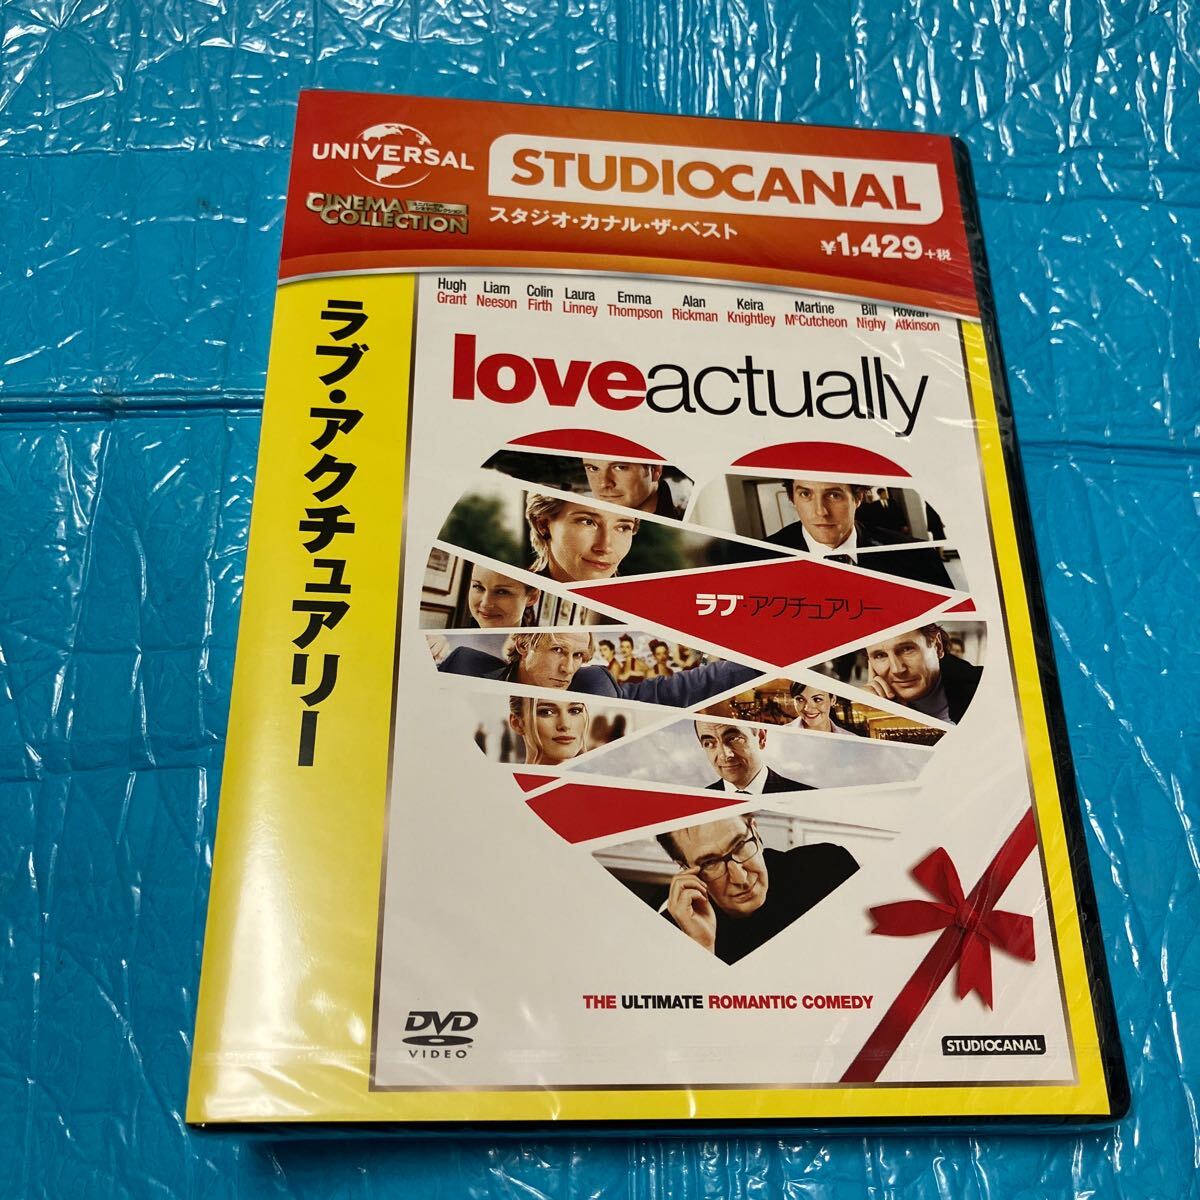 UNIVERSAL
CINEMA
COLLECTION
STUDIOCANAL
スタジオ・カナル・ザ・ベスト
¥1,429+税
ラブ・アクチュアリー
Hugh Grant
Liam Neeson
Colin Firth
Laura Linney
Emma Thompson
Alan Rickman
Keira Knightley
Martine McCutcheon
Bill Nighy
Rowan Atkinson
loveactually
ラブ・アクチュアリー
THE ULTIMATE ROMANTIC COMEDY
DVD
VIDEO
STUDIOCANAL